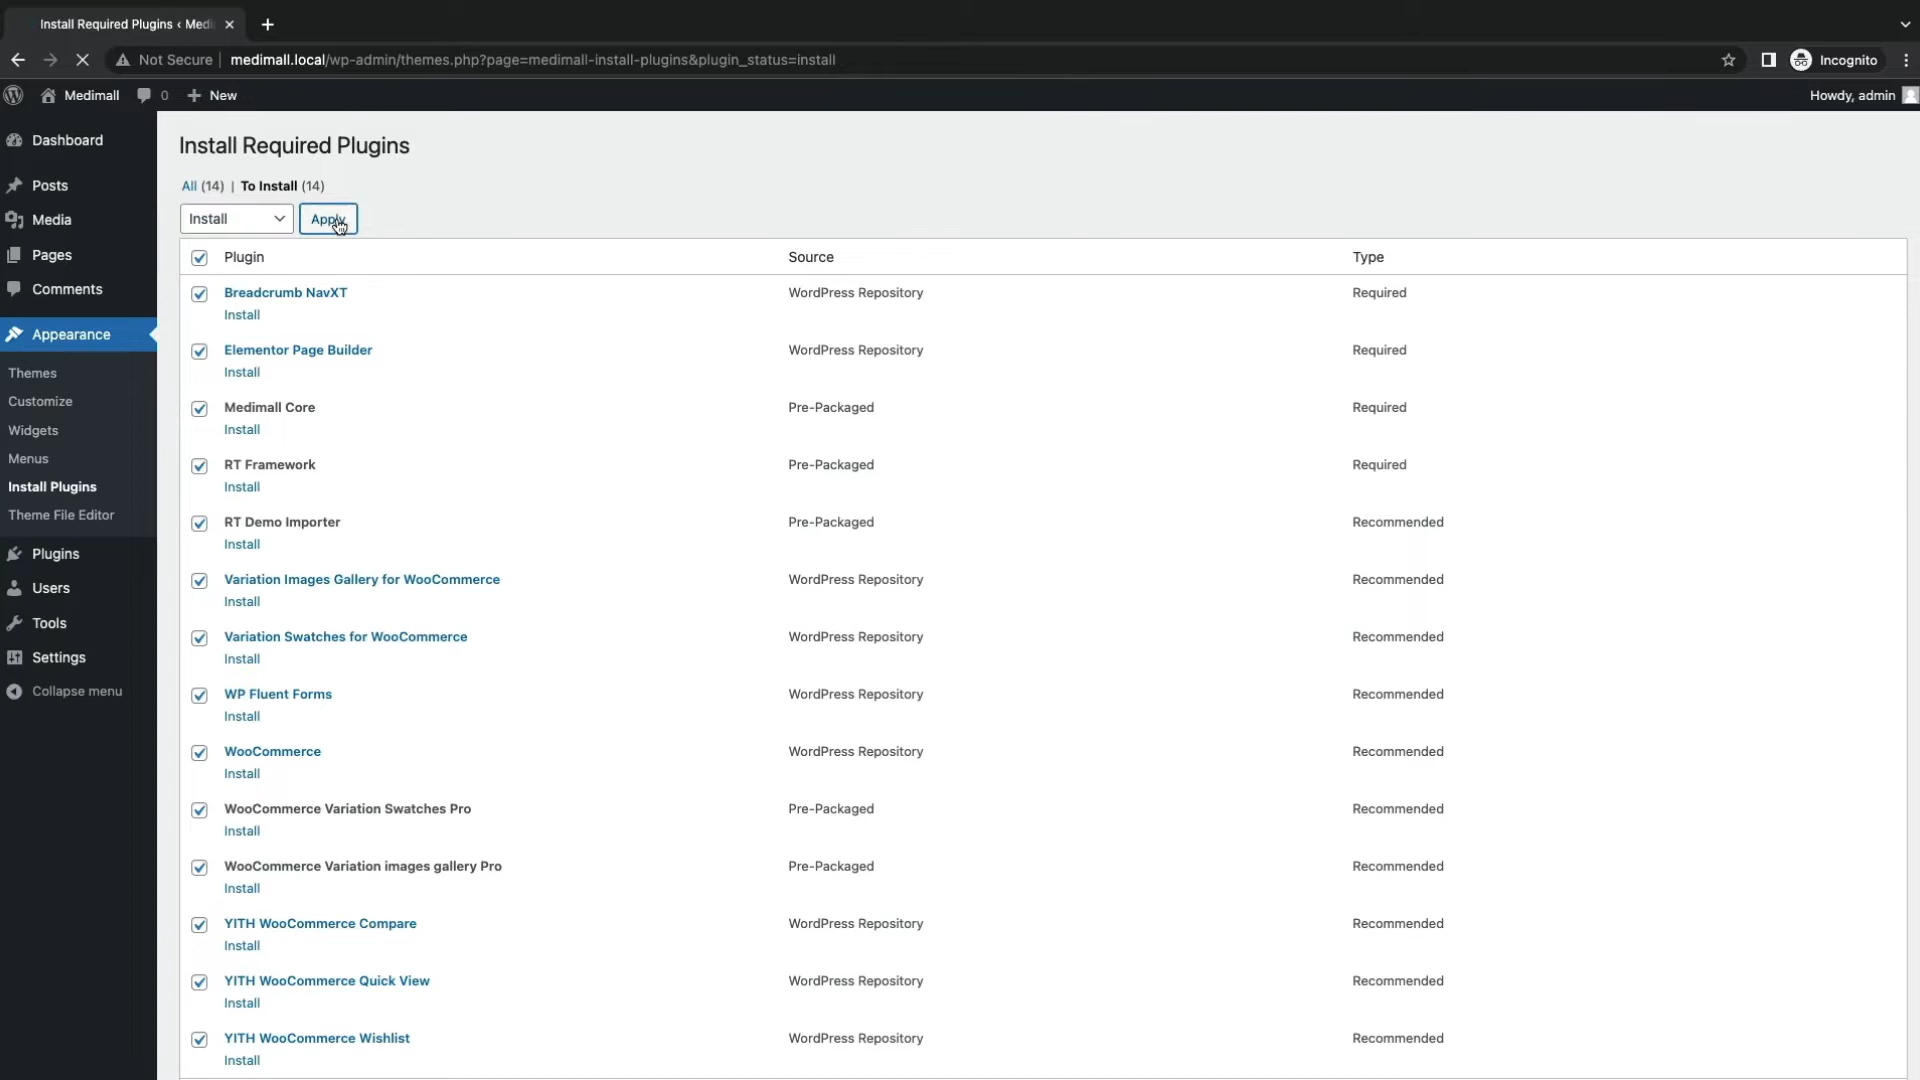 Install Required Plugins ‹ Medi
Not Secure medimall.local/wp-admin/themes.php?page=medimall-install-plugins&plugin_status=install Incognito
Medimall 0 New Howdy, admin
Dashboard
Posts
Media
Pages
Comments
Appearance
Themes
Customize
Widgets
Menus
Install Plugins
Theme File Editor
Plugins
Users
Tools
Settings
Collapse menu
Install Required Plugins
All (14) | To Install (14)
Install Apply
Plugin Source Type
Breadcrumb NavXT WordPress Repository Required
Install
Elementor Page Builder WordPress Repository Required
Install
Medimall Core Pre-Packaged Required
Install
RT Framework Pre-Packaged Required
Install
RT Demo Importer Pre-Packaged Recommended
Install
Variation Images Gallery for WooCommerce WordPress Repository Recommended
Install
Variation Swatches for WooCommerce WordPress Repository Recommended
Install
WP Fluent Forms WordPress Repository Recommended
Install
WooCommerce WordPress Repository Recommended
Install
WooCommerce Variation Swatches Pro Pre-Packaged Recommended
Install
WooCommerce Variation images gallery Pro Pre-Packaged Recommended
Install
YITH WooCommerce Compare WordPress Repository Recommended
Install
YITH WooCommerce Quick View WordPress Repository Recommended
Install
YITH WooCommerce Wishlist WordPress Repository Recommended
Install